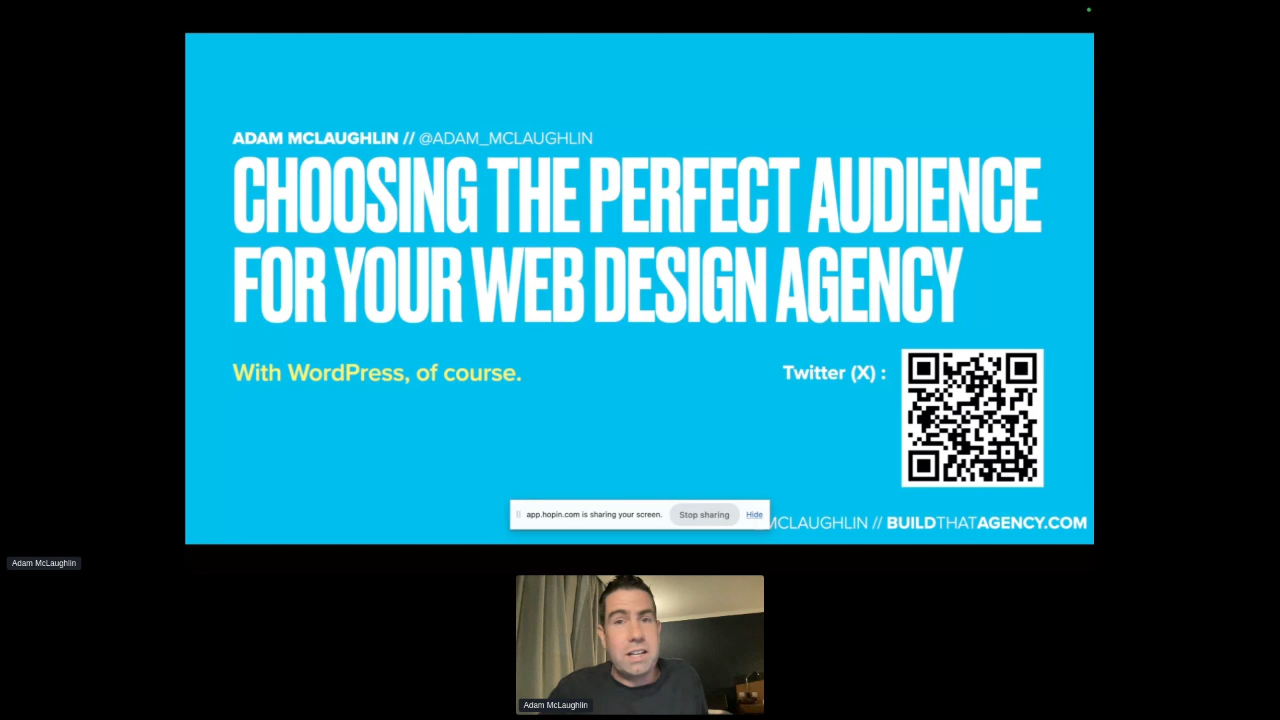 ADAM MCLAUGHLIN // @ADAM_MCLAUGHLIN
CHOOSING THE PERFECT AUDIENCE
FOR YOUR WEB DESIGN AGENCY
With WordPress, of course.
Twitter (X) :
app.hopin.com is sharing your screen. Stop sharing Hide
MCLAUGHLIN // BUILDTHATAGENCY.COM
Adam McLaughlin
Adam McLaughlin